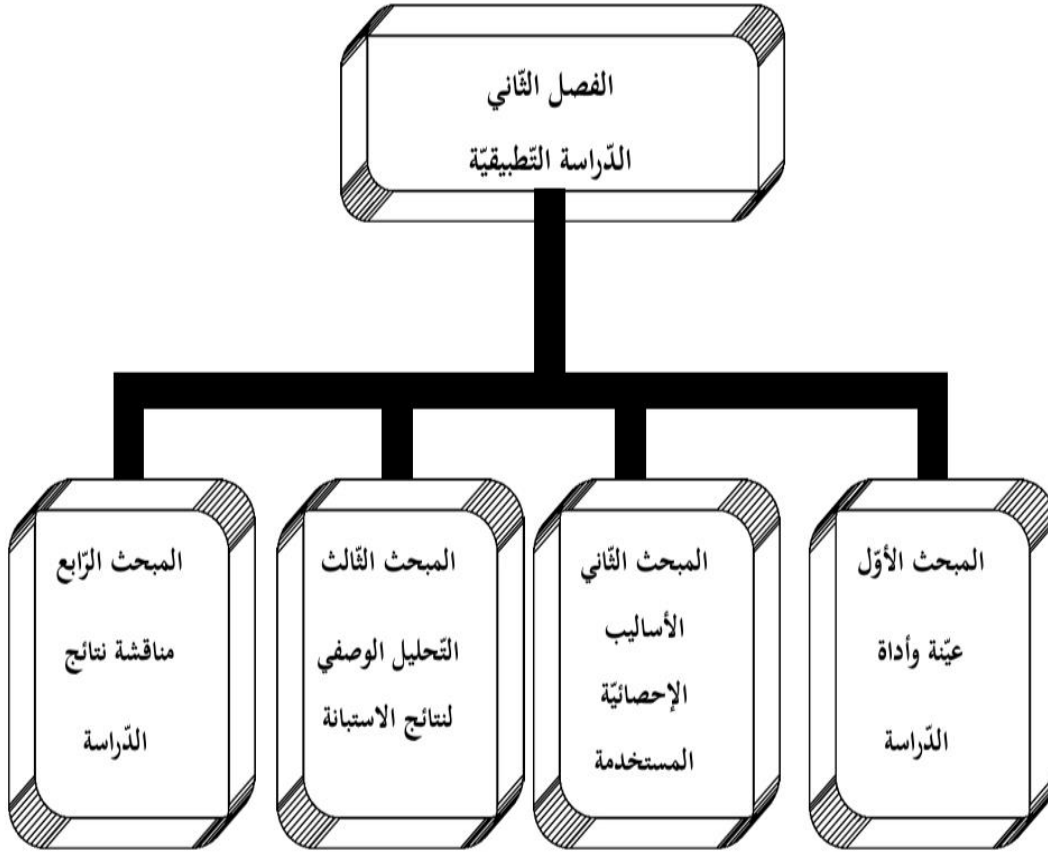 الفصل الثّاني
الدّراسة التّطبيقيّة
المبحث الأوّل
عيّنة وأداة
الدّراسة
المبحث الثّاني
الأساليب
الإحصائيّة
المستخدمة
المبحث الثّالث
التّحليل الوصفي
لنتائج الاستبانة
المبحث الرّابع
مناقشة نتائج
الدّراسة